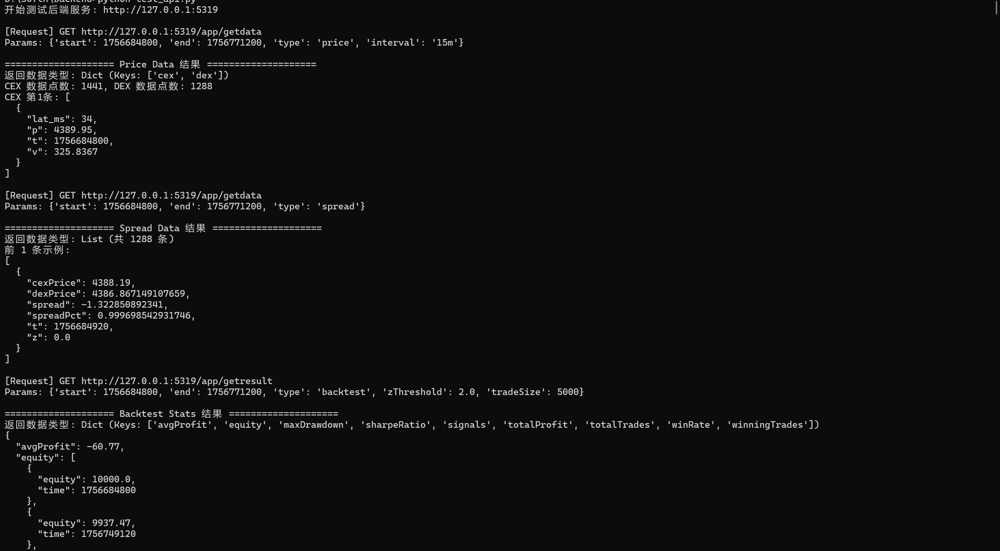 D:\SoftR\Backend>python test_api.py
开始测试后端服务: http://127.0.0.1:5319
[Request] GET http://127.0.0.1:5319/app/getdata
Params: {'start': 1756684800, 'end': 1756771200, 'type': 'price', 'interval': '15m'}
==================== Price Data 结果 ====================
返回数据类型: Dict (Keys: ['cex', 'dex'])
CEX 数据点数: 1441, DEX 数据点数: 1288
CEX 第1条: [
  {
    "lat_ms": 34,
    "p": 4389.95,
    "t": 1756684800,
    "v": 325.8367
  }
]
[Request] GET http://127.0.0.1:5319/app/getdata
Params: {'start': 1756684800, 'end': 1756771200, 'type': 'spread'}
==================== Spread Data 结果 ====================
返回数据类型: List (共 1288 条)
前 1 条示例:
[
  {
    "cexPrice": 4388.19,
    "dexPrice": 4386.867149107659,
    "spread": -1.322850892341,
    "spreadPct": 0.999698542931746,
    "t": 1756684920,
    "z": 0.0
  }
]
[Request] GET http://127.0.0.1:5319/app/getresult
Params: {'start': 1756684800, 'end': 1756771200, 'type': 'backtest', 'zThreshold': 2.0, 'tradeSize': 5000}
==================== Backtest Stats 结果 ====================
返回数据类型: Dict (Keys: ['avgProfit', 'equity', 'maxDrawdown', 'sharpeRatio', 'signals', 'totalProfit', 'totalTrades', 'winRate', 'winningTrades'])
{
  "avgProfit": -60.77,
  "equity": [
    {
      "equity": 10000.0,
      "time": 1756684800
    },
    {
      "equity": 9937.47,
      "time": 1756749120
    },